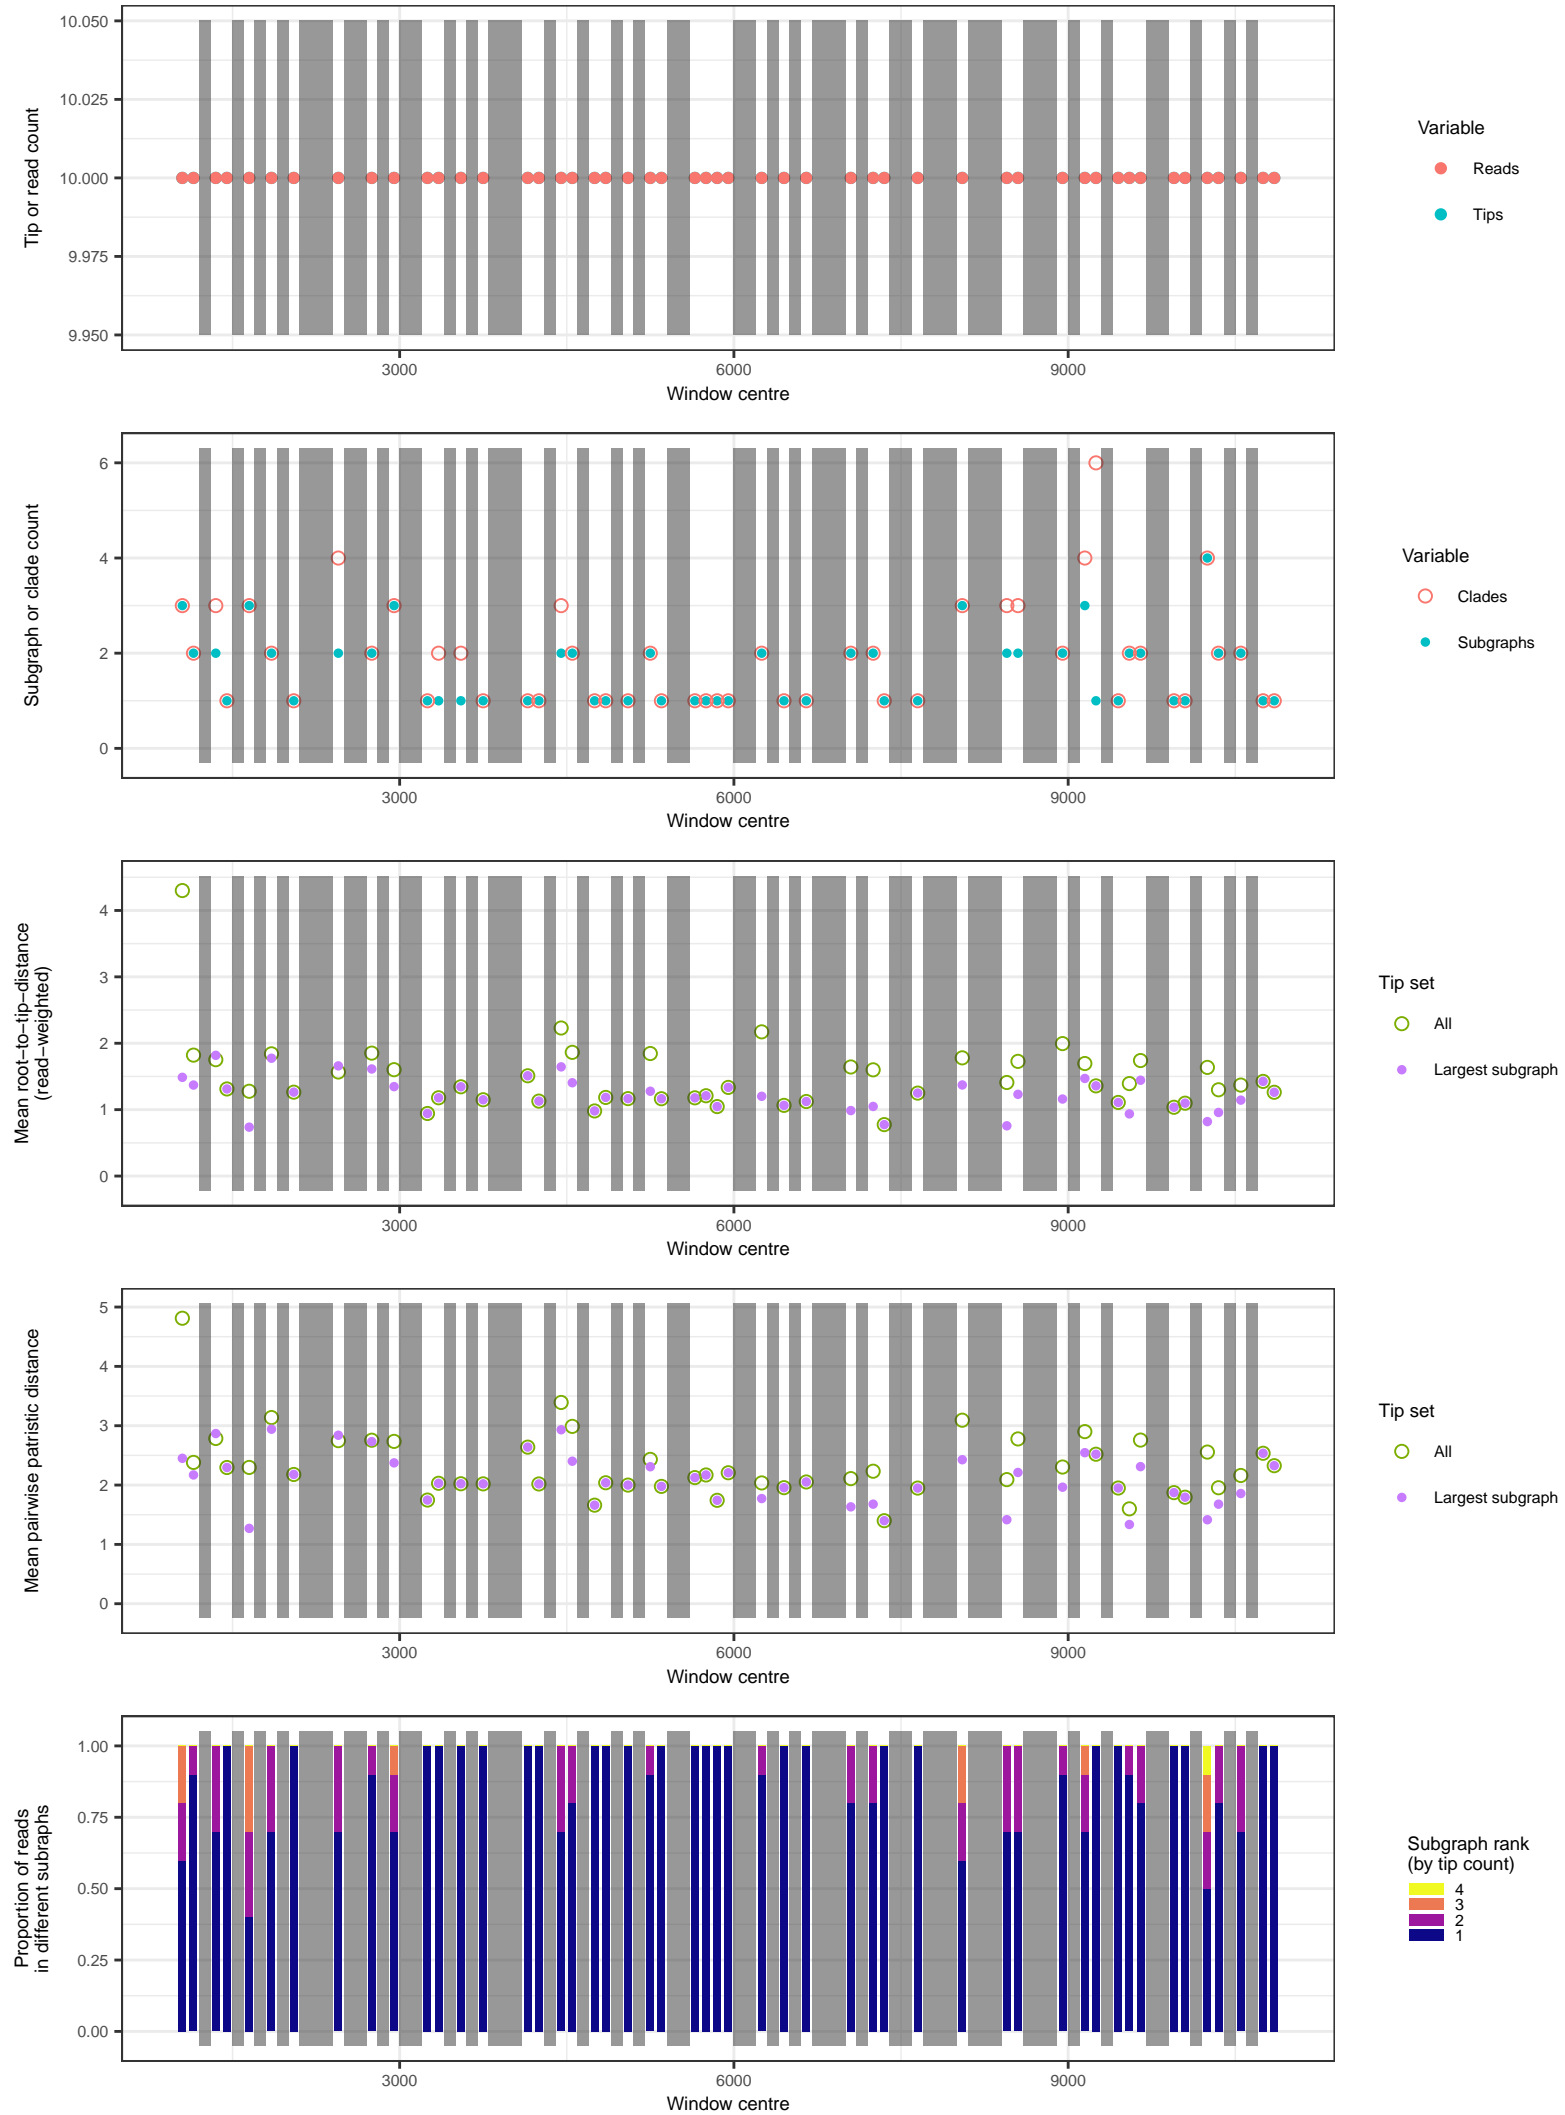 10.050
10.025
10.000
9.975
9.950
Tip or read count
3000
6000
9000
Window centre
Variable
Reads
Tips
6
4
2
0
Subgraph or clade count
3000
6000
9000
Window centre
Variable
Clades
Subgraphs
4
3
2
1
0
Mean root−to−tip−distance
(read−weighted)
3000
6000
9000
Window centre
Tip set
All
Largest subgraph
5
4
3
2
1
0
Mean pairwise patristic distance
3000
6000
9000
Window centre
Tip set
All
Largest subgraph
1.00
0.75
0.50
0.25
0.00
Proportion of reads
in different subraphs
3000
6000
9000
Window centre
Subgraph rank
(by tip count)
4
3
2
1